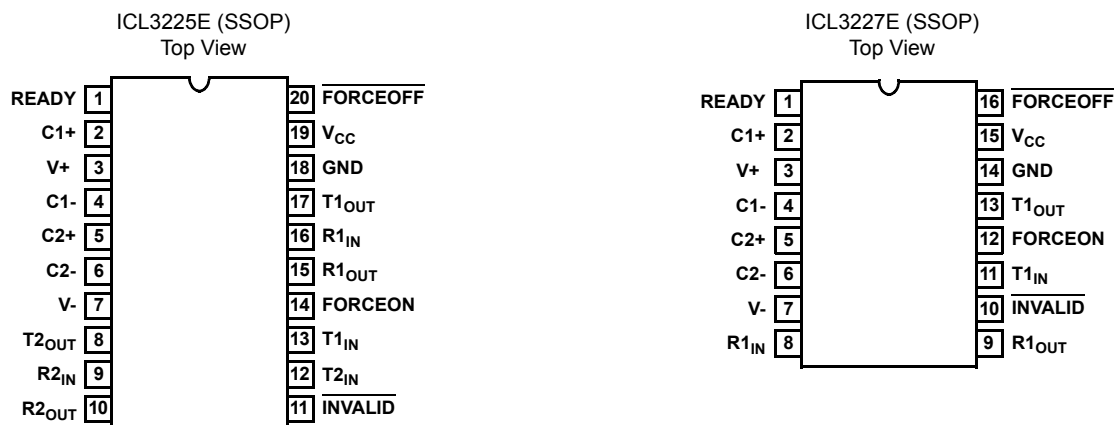 ICL3225E (SSOP)
Top View
READY 1
C1+ 2
V+ 3
C1- 4
C2+ 5
C2- 6
V- 7
T2OUT 8
R2IN 9
R2OUT 10
20 FORCEOFF
19 VCC
18 GND
17 T1OUT
16 R1IN
15 R1OUT
14 FORCEON
13 T1IN
12 T2IN
11 INVALID
ICL3227E (SSOP)
Top View
READY 1
C1+ 2
V+ 3
C1- 4
C2+ 5
C2- 6
V- 7
R1IN 8
16 FORCEOFF
15 VCC
14 GND
13 T1OUT
12 FORCEON
11 T1IN
10 INVALID
9 R1OUT